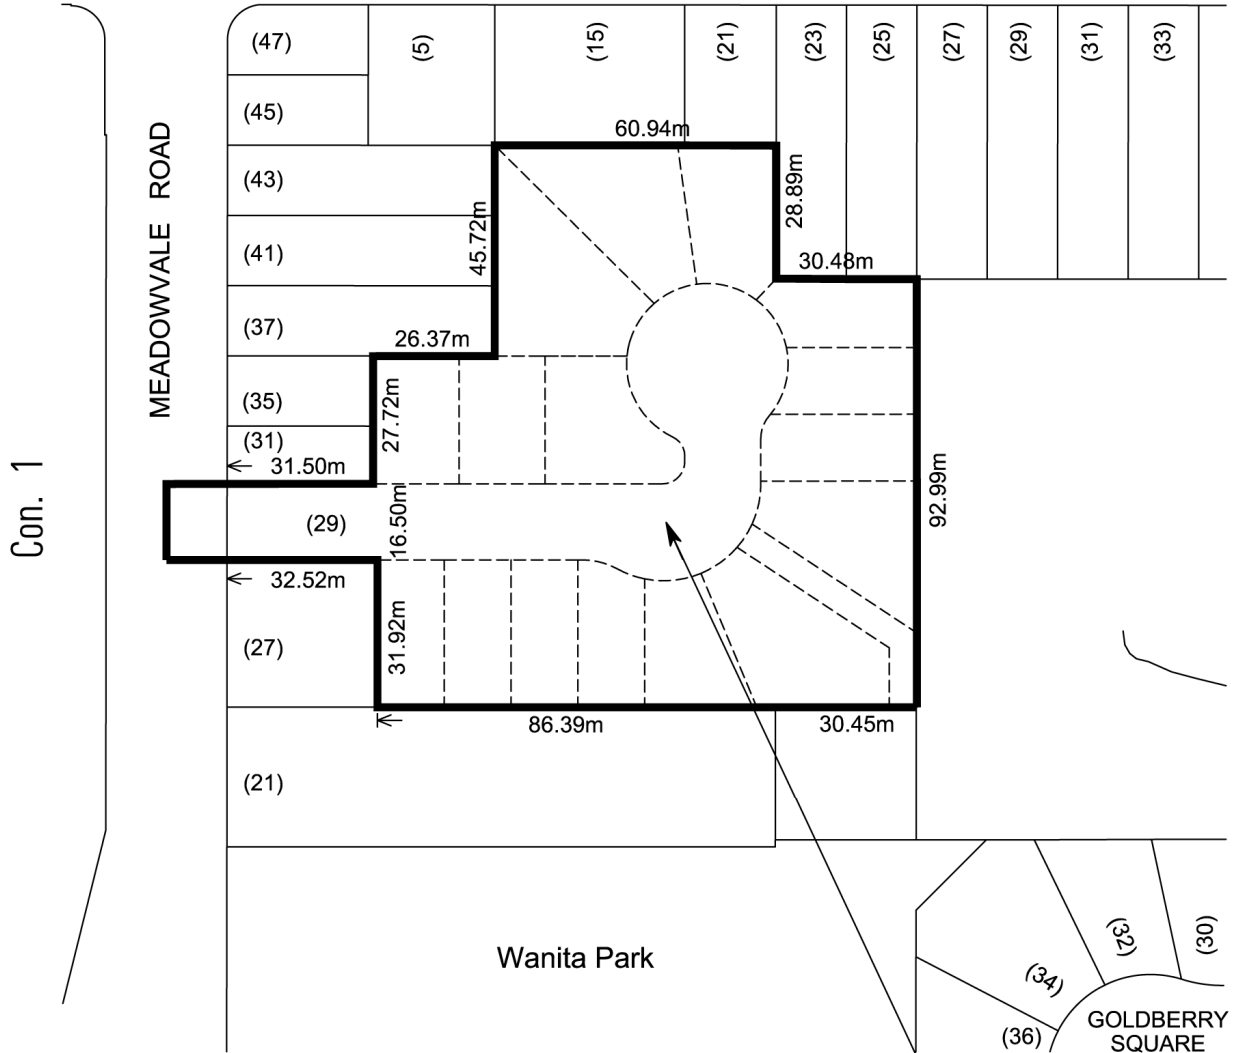 (47)
(5)
(15)
(21)
(23)
(25)
(27)
(29)
(31)
(33)
(45)
60.94m
MEADOWVALE ROAD
(43)
28.89m
45.72m
(41)
30.48m
(37)
26.37m
(35)
27.72m
(31)
31.50m
Con. 1
(29)
16.50m
92.99m
32.52m
(27)
31.92m
86.39m
30.45m
(21)
Wanita Park
(34)
(32)
(30)
(36)
GOLDBERRY
SQUARE